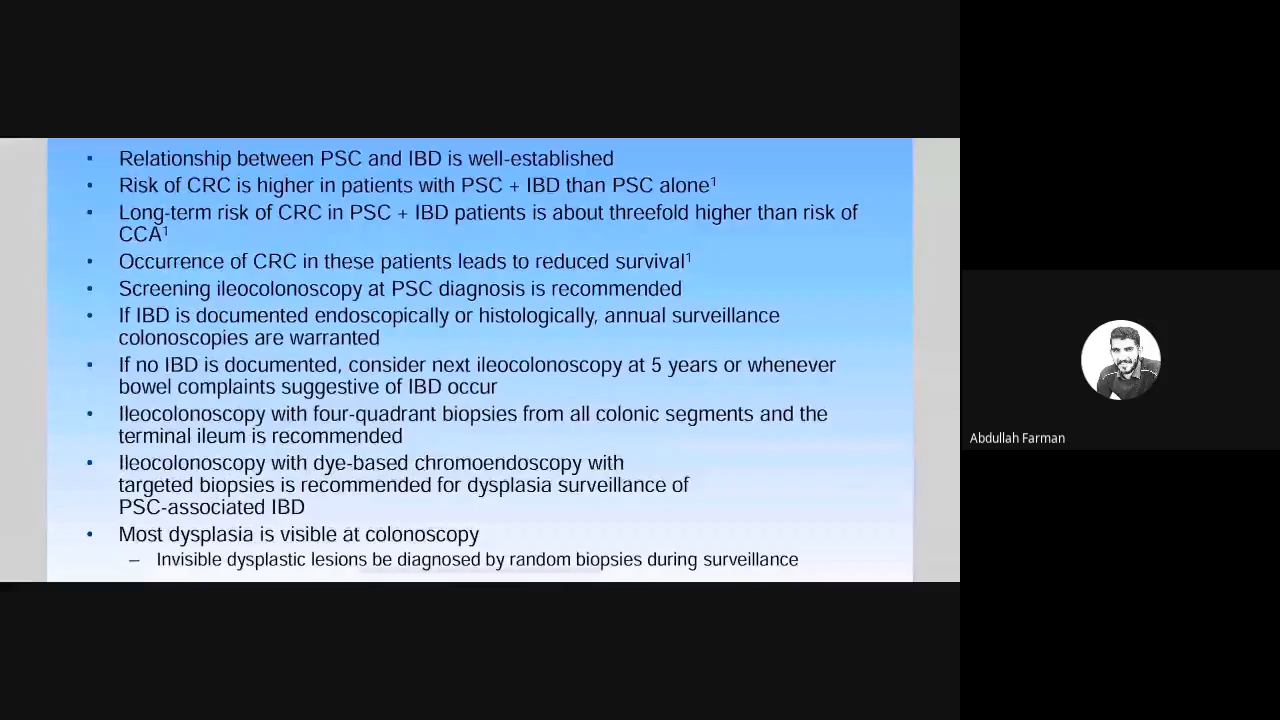 • Relationship between PSC and IBD is well-established
• Risk of CRC is higher in patients with PSC + IBD than PSC alone¹
• Long-term risk of CRC in PSC + IBD patients is about threefold higher than risk of
CCA¹
• Occurrence of CRC in these patients leads to reduced survival¹
• Screening ileocolonoscopy at PSC diagnosis is recommended
• If IBD is documented endoscopically or histologically, annual surveillance
colonoscopies are warranted
• If no IBD is documented, consider next ileocolonoscopy at 5 years or whenever
bowel complaints suggestive of IBD occur
• Ileocolonoscopy with four-quadrant biopsies from all colonic segments and the
terminal ileum is recommended
• Ileocolonoscopy with dye-based chromoendoscopy with
targeted biopsies is recommended for dysplasia surveillance of
PSC-associated IBD
• Most dysplasia is visible at colonoscopy
– Invisible dysplastic lesions be diagnosed by random biopsies during surveillance
Abdullah Farman